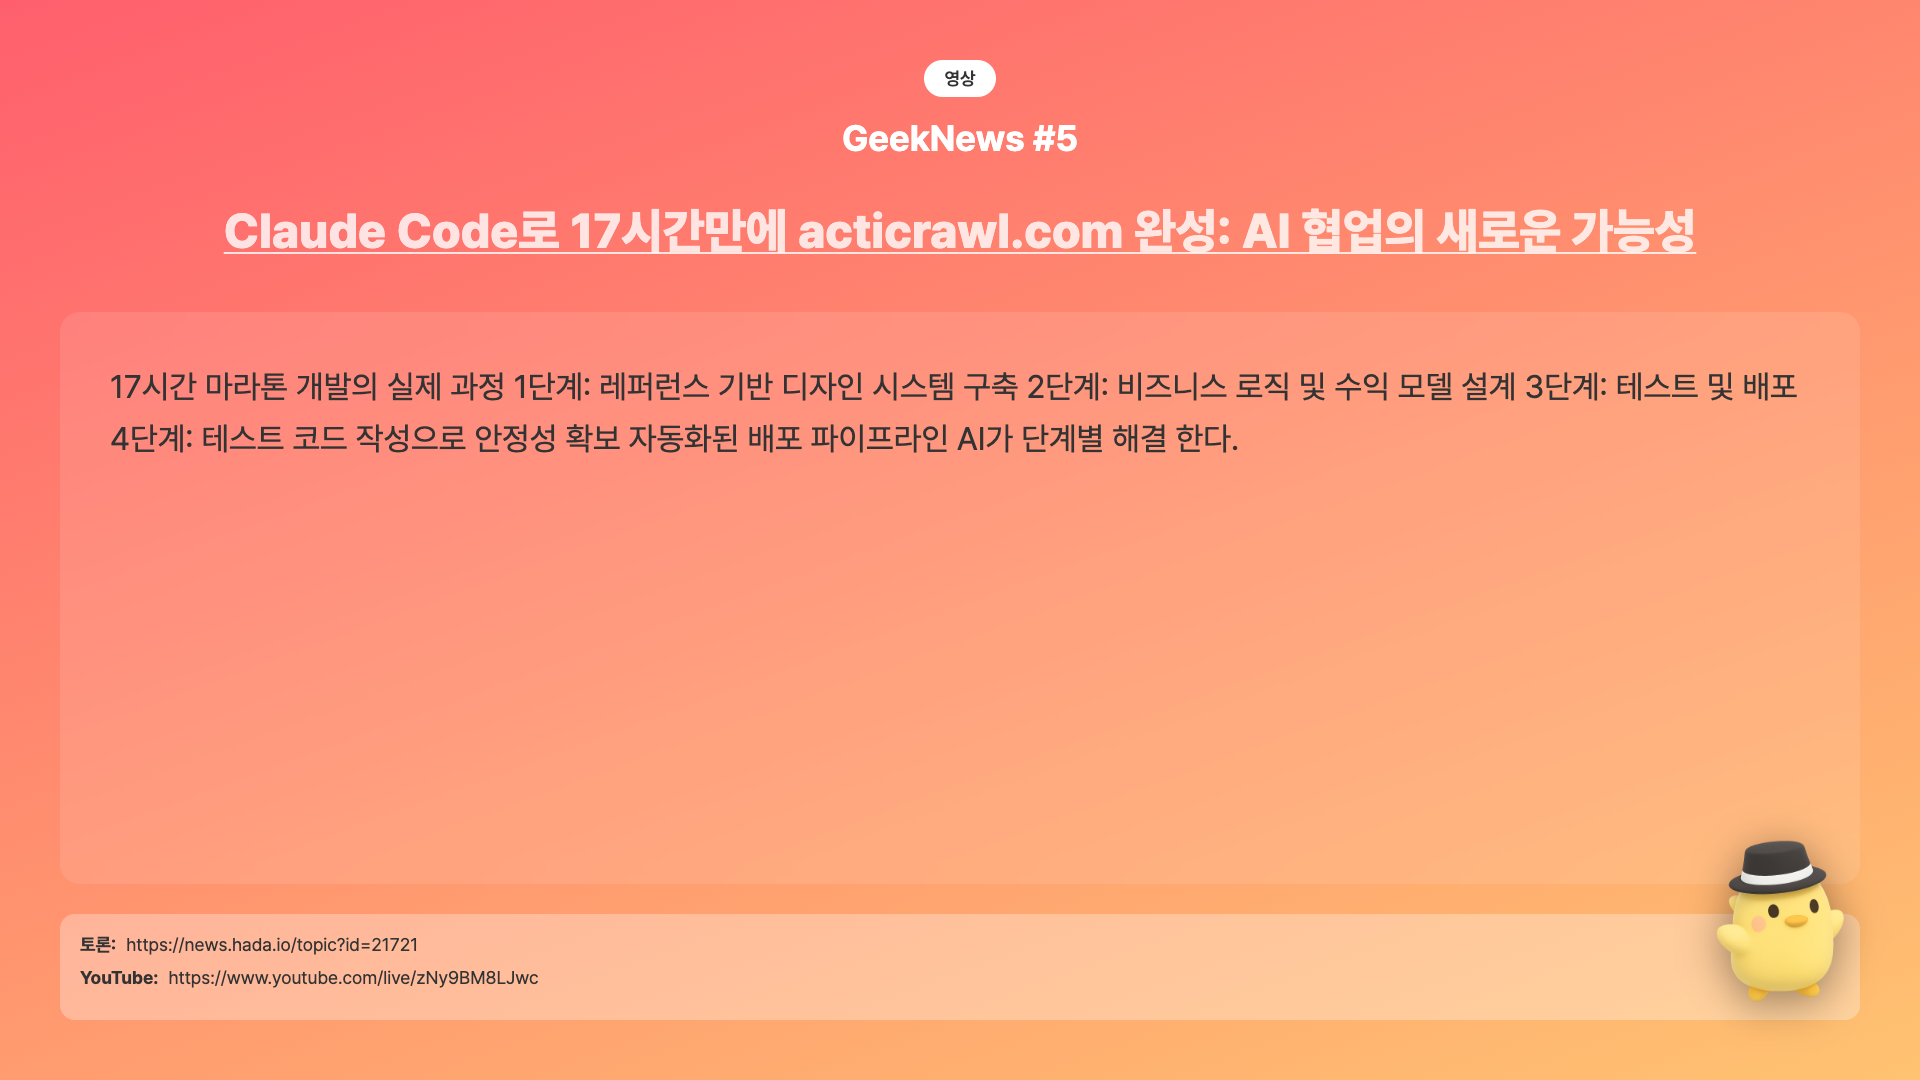 영상
GeekNews #5
Claude Code로 17시간만에 acticrawl.com 완성: AI 협업의 새로운 가능성
17시간 마라톤 개발의 실제 과정 1단계: 레퍼런스 기반 디자인 시스템 구축 2단계: 비즈니스 로직 및 수익 모델 설계 3단계: 테스트 및 배포
4단계: 테스트 코드 작성으로 안정성 확보 자동화된 배포 파이프라인 AI가 단계별 해결 한다.
토론: https://news.hada.io/topic?id=21721
YouTube: https://www.youtube.com/live/zNy9BM8LJwc